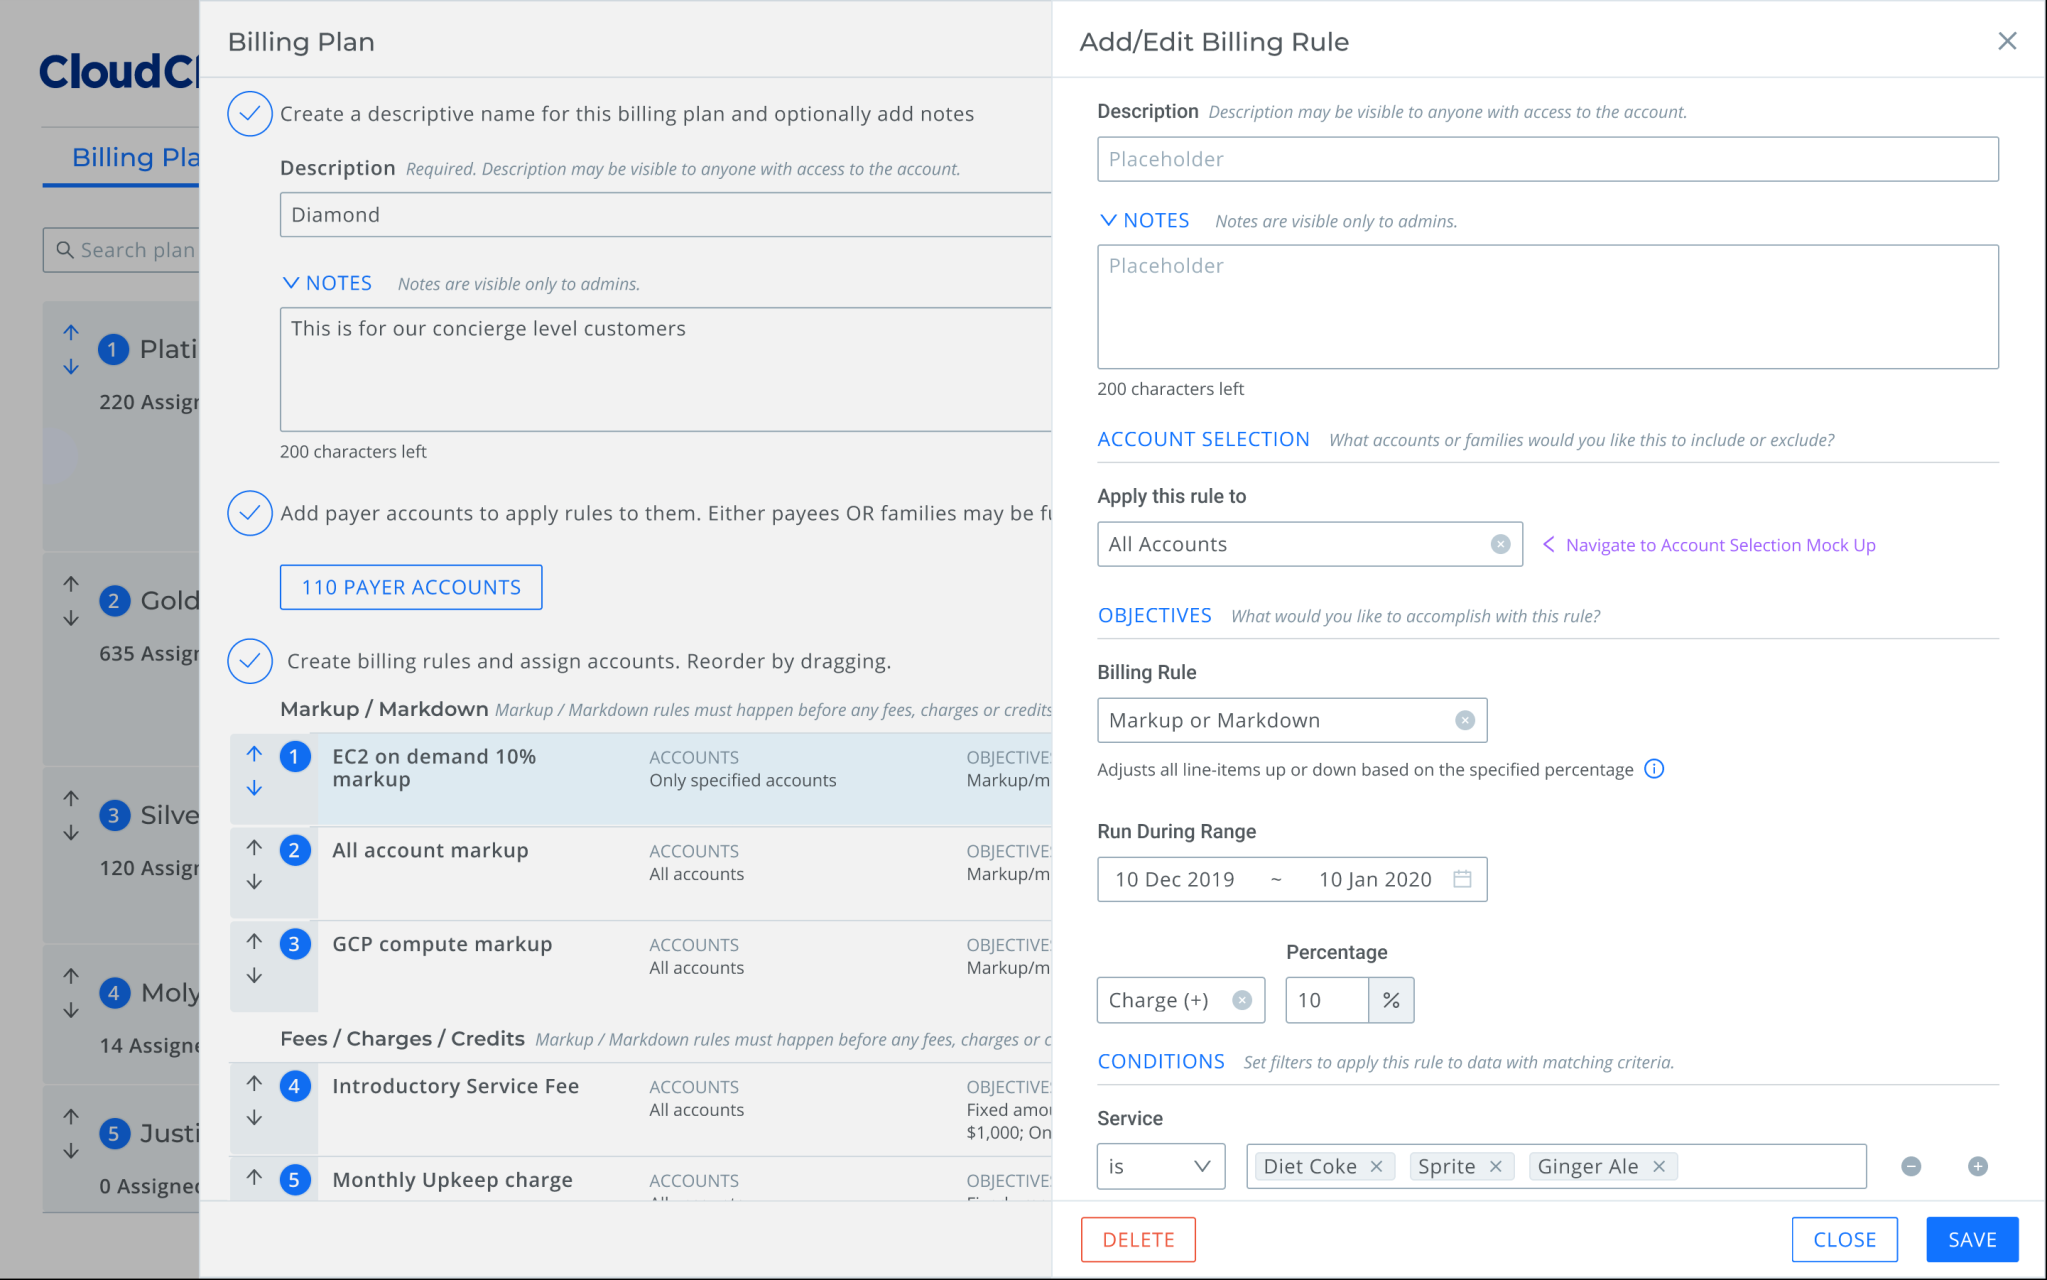 CloudC
Billing Pla
Search plan
1 Plati
220 Assign
2 Gold
635 Assign
3 Silve
120 Assign
4 Moly
14 Assigne
5 Justi
0 Assigned
Billing Plan
Create a descriptive name for this billing plan and optionally add notes
Description Required. Description may be visible to anyone with access to the account.
Diamond
NOTES Notes are visible only to admins.
This is for our concierge level customers
200 characters left
Add payer accounts to apply rules to them. Either payees OR families may be fu
110 PAYER ACCOUNTS
Create billing rules and assign accounts. Reorder by dragging.
Markup / Markdown Markup / Markdown rules must happen before any fees, charges or credits
1 EC2 on demand 10% markup
ACCOUNTS
Only specified accounts
OBJECTIVE
Markup/m
2 All account markup
ACCOUNTS
All accounts
OBJECTIVE
Markup/m
3 GCP compute markup
ACCOUNTS
All accounts
OBJECTIVE
Markup/m
Fees / Charges / Credits Markup / Markdown rules must happen before any fees, charges or c
4 Introductory Service Fee
ACCOUNTS
All accounts
OBJECTIVE
Fixed amou
$1,000; On
5 Monthly Upkeep charge
ACCOUNTS
OBJECTIVE
Add/Edit Billing Rule
Description Description may be visible to anyone with access to the account.
Placeholder
NOTES Notes are visible only to admins.
Placeholder
200 characters left
ACCOUNT SELECTION What accounts or families would you like this to include or exclude?
Apply this rule to
All Accounts
Navigate to Account Selection Mock Up
OBJECTIVES What would you like to accomplish with this rule?
Billing Rule
Markup or Markdown
Adjusts all line-items up or down based on the specified percentage
Run During Range
10 Dec 2019 ~ 10 Jan 2020
Percentage
Charge (+) 10 %
CONDITIONS Set filters to apply this rule to data with matching criteria.
Service
is Diet Coke Sprite Ginger Ale
DELETE CLOSE SAVE